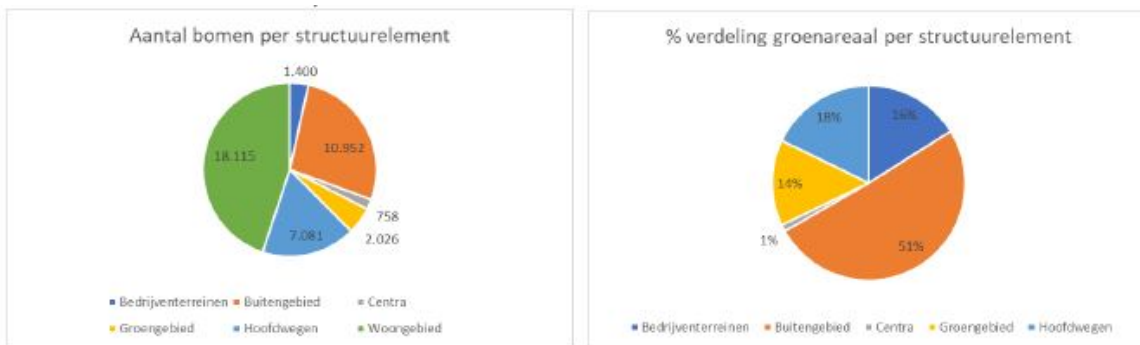 Aantal bomen per structuurelement
1.400
10.952
18.115
758
7.081
2.026
Bedrijventerreinen Buitengebied Centra
Groengebied Hoofdwegen Woongebied
% verdeling groenareaal per structuurelement
18%
16%
14%
1%
51%
Bedrijventerreinen Buitengebied Centra Groengebied Hoofdwegen